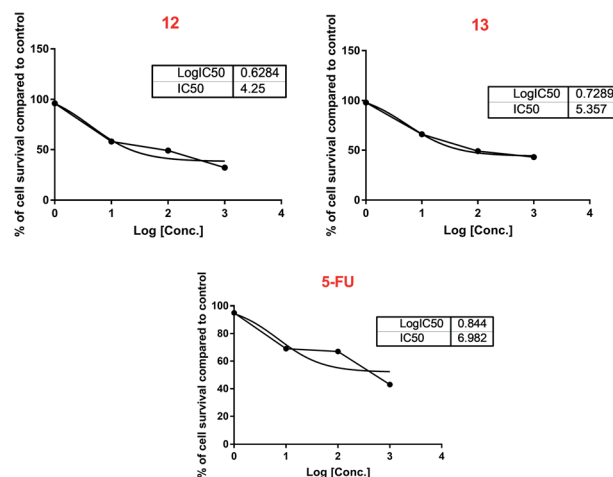 12
% of cell survival compared to control
150
100
50
0
0 1 2 3 4
Log [Conc.]
LogIC50 0.6284
IC50 4.25
13
% of cell survival compared to control
150
100
50
0
0 1 2 3 4
Log [Conc.]
LogIC50 0.7289
IC50 5.357
5-FU
% of cell survival compared to control
100
80
60
40
20
0
0 1 2 3 4
Log [Conc.]
LogIC50 0.844
IC50 6.982